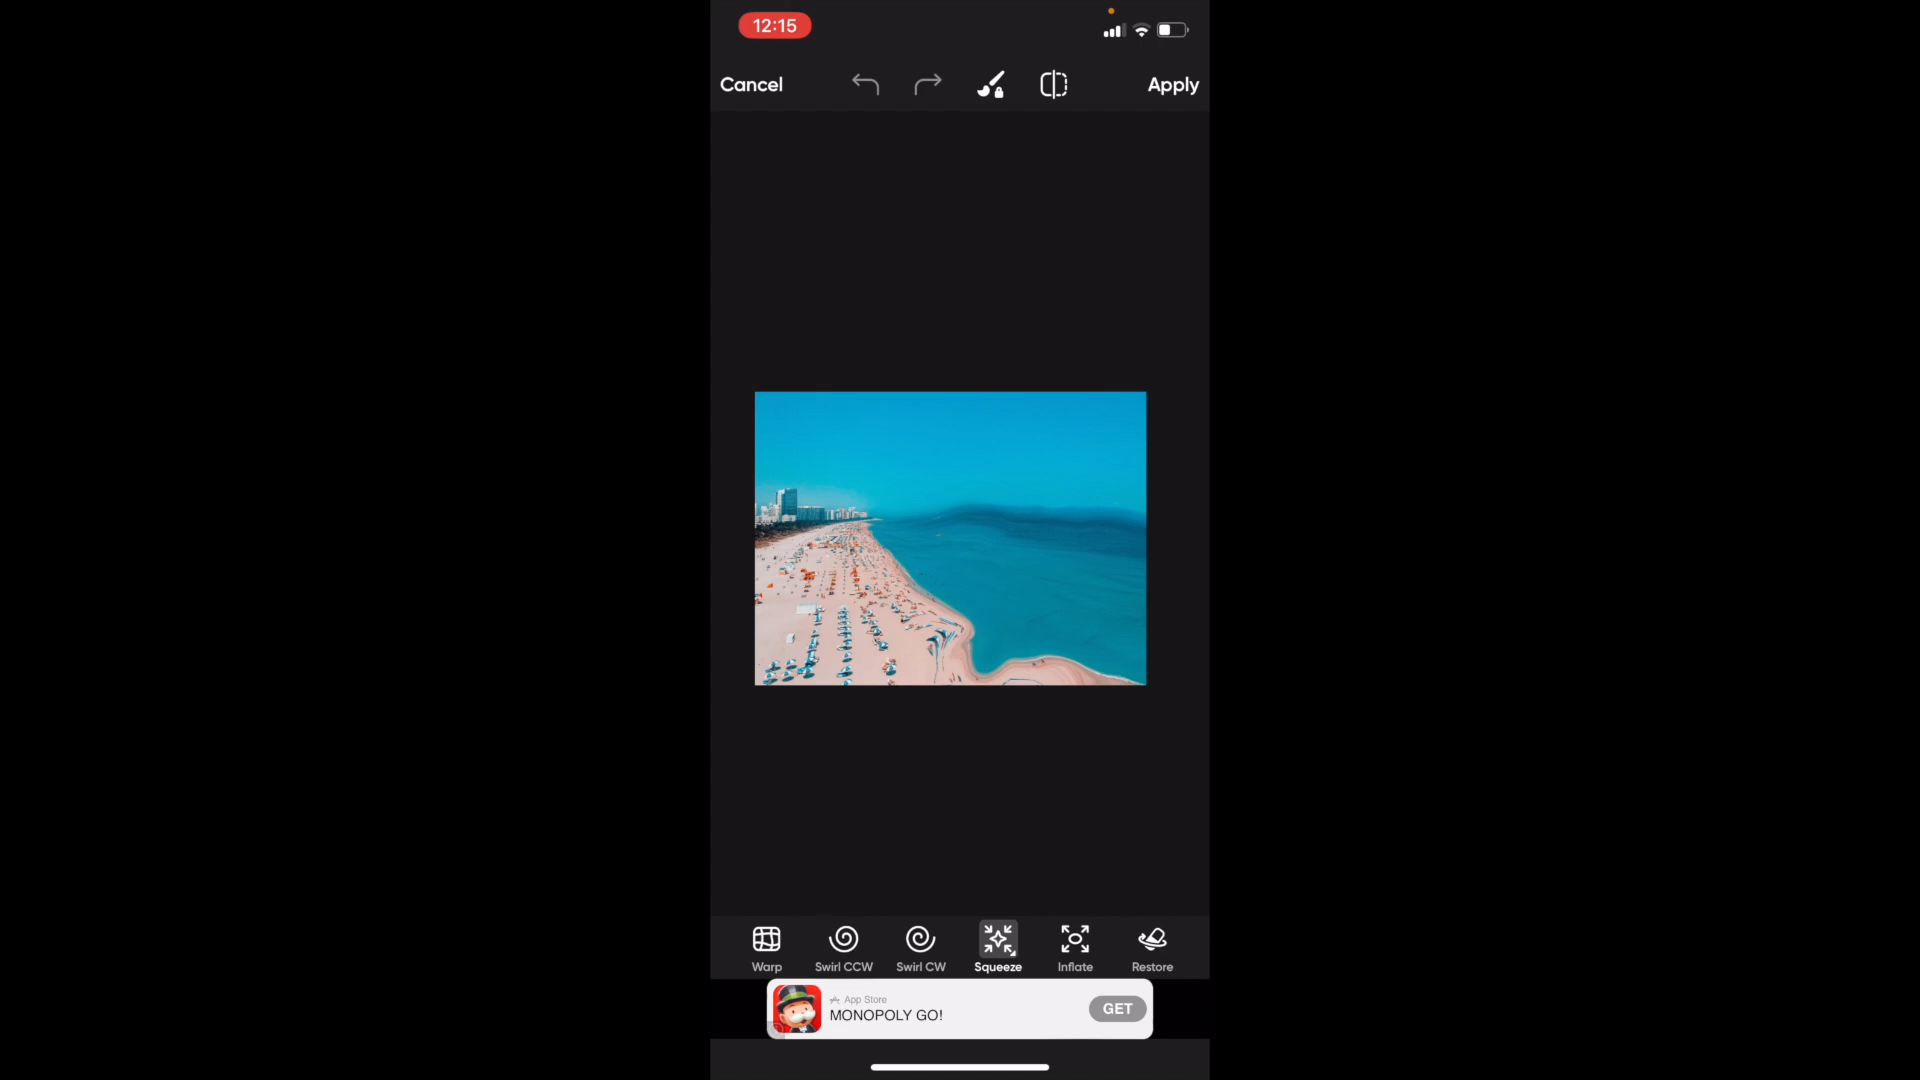 12:15
Cancel
Apply
Warp
Swirl CCW
Swirl CW
Squeeze
Inflate
Restore
App Store
MONOPOLY GO!
GET